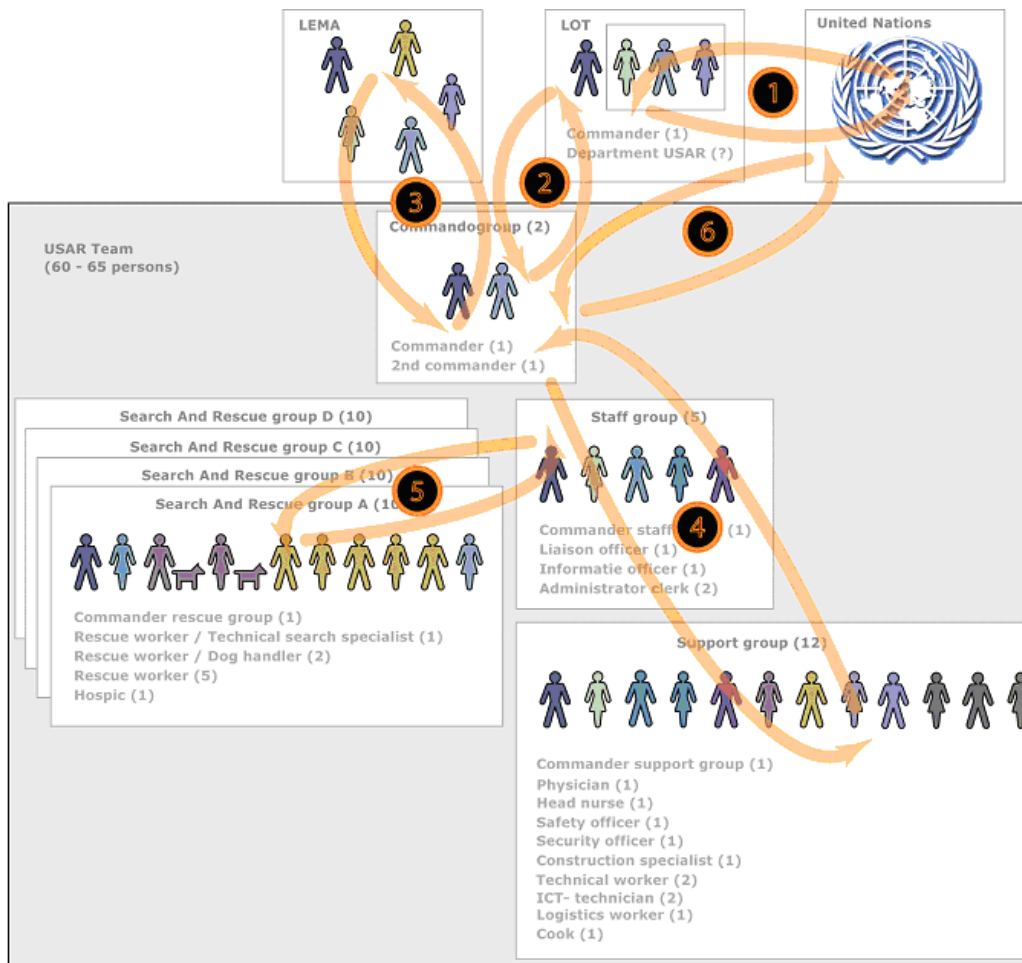 LEMA
LOT
United Nations
1
Commander (1)
Department USAR (?)
2
3
6
Commandogroup (2)
USAR Team
(60 - 65 persons)
Commander (1)
2nd commander (1)
Search And Rescue group D (10)
Search And Rescue group C (10)
Search And Rescue group B (10)
Search And Rescue group A (10
5
Commander rescue group (1)
Rescue worker / Technical search specialist (1)
Rescue worker / Dog handler (2)
Rescue worker (5)
Hospic (1)
Staff group (5)
4
Commander staff (1)
Liaison officer (1)
Informatie officer (1)
Administrator clerk (2)
Support group (12)
Commander support group (1)
Physician (1)
Head nurse (1)
Safety officer (1)
Security officer (1)
Construction specialist (1)
Technical worker (2)
ICT- technician (2)
Logistics worker (1)
Cook (1)